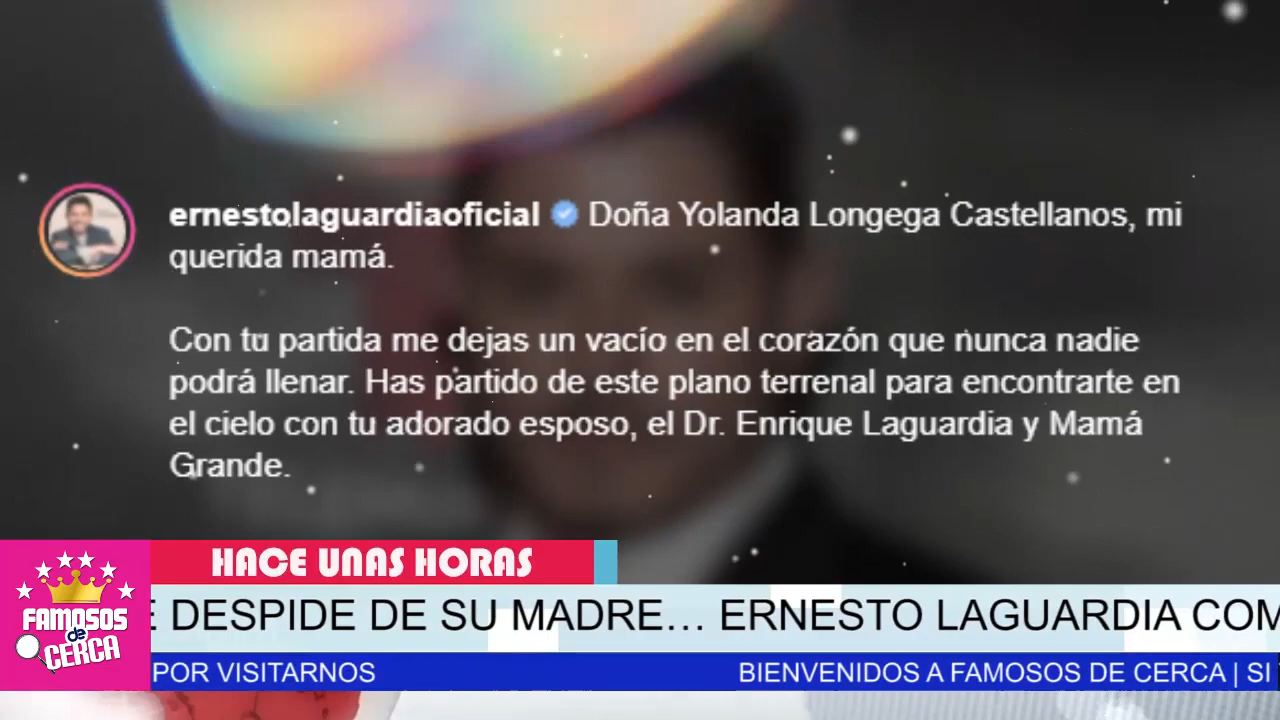 ernestolaguardiaoficial Doña Yolanda Longega Castellanos, mi
querida mamá.
Con tu partida me dejas un vacío en el corazón que nunca nadie
podrá llenar. Has partido de este plano terrenal para encontrarte en
el cielo con tu adorado esposo, el Dr. Enrique Laguardia y Mamá
Grande.
HACE UNAS HORAS
FAMOSOS
de
CERCA
DESPIDE DE SU MADRE... ERNESTO LAGUARDIA COM
POR VISITARNOS
BIENVENIDOS A FAMOSOS DE CERCA | SI